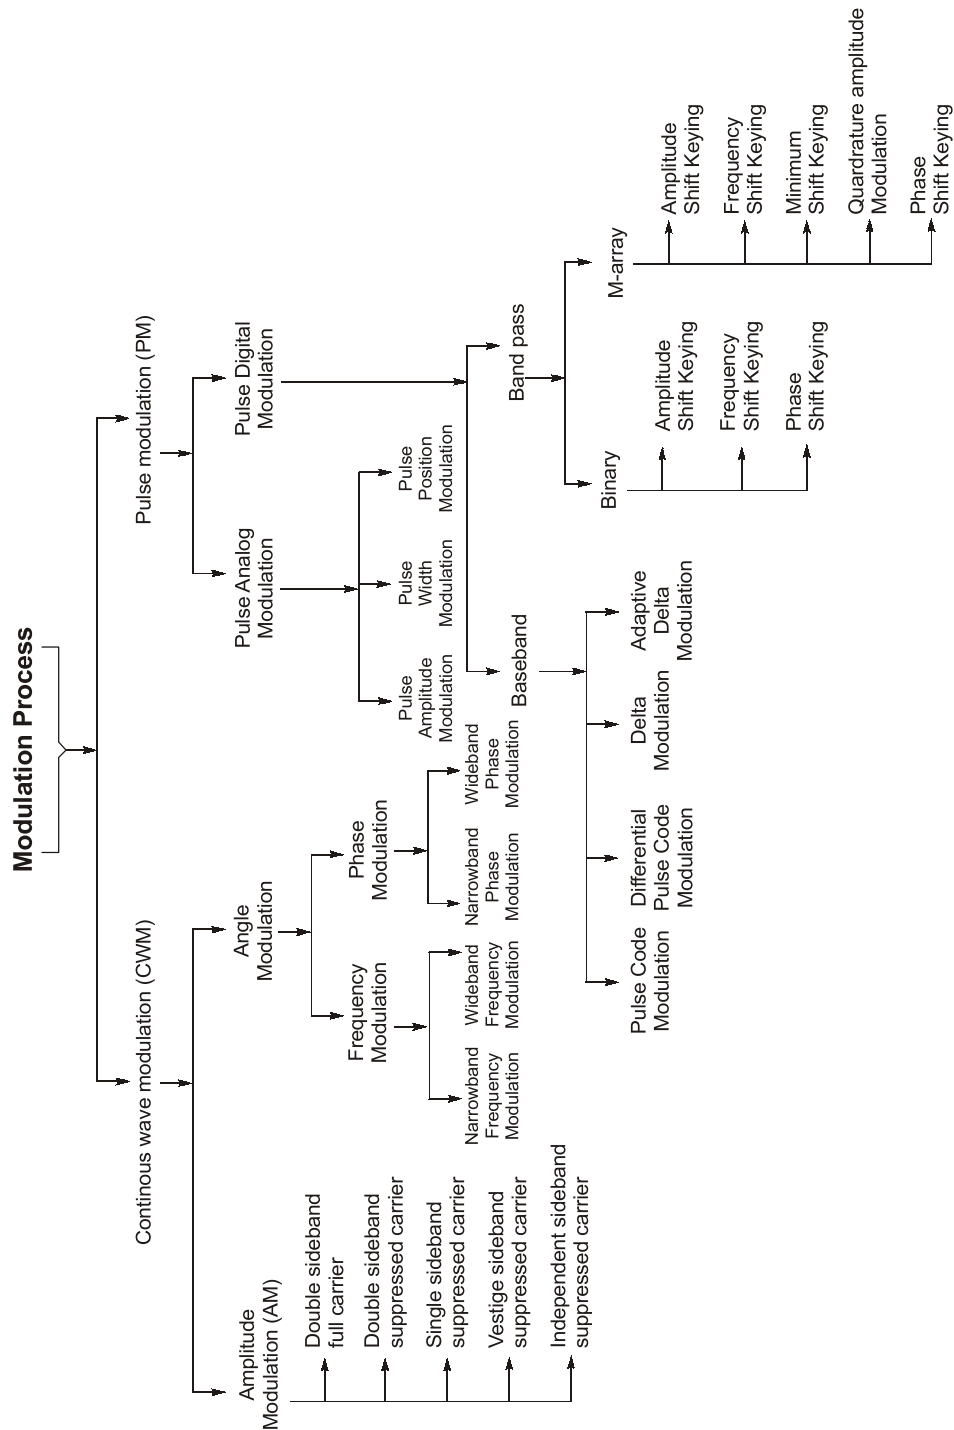 Modulation Process
Continous wave modulation (CWM)
Pulse modulation (PM)
Amplitude
Modulation (AM)
Angle
Modulation
Pulse Analog
Modulation
Pulse Digital
Modulation
Double sideband
full carrier
Double sideband
suppressed carrier
Single sideband
suppressed carrier
Vestige sideband
suppressed carrier
Independent sideband
suppressed carrier
Frequency
Modulation
Phase
Modulation
Narrowband
Frequency
Modulation
Wideband
Frequency
Modulation
Narrowband
Phase
Modulation
Wideband
Phase
Modulation
Pulse
Amplitude
Modulation
Pulse
Width
Modulation
Pulse
Position
Modulation
Baseband
Band pass
Pulse Code
Modulation
Differential
Pulse Code
Modulation
Delta
Modulation
Adaptive
Delta
Modulation
Binary
M-array
Amplitude
Shift Keying
Frequency
Shift Keying
Phase
Shift Keying
Amplitude
Shift Keying
Frequency
Shift Keying
Minimum
Shift Keying
Quardrature amplitude
Modulation
Phase
Shift Keying